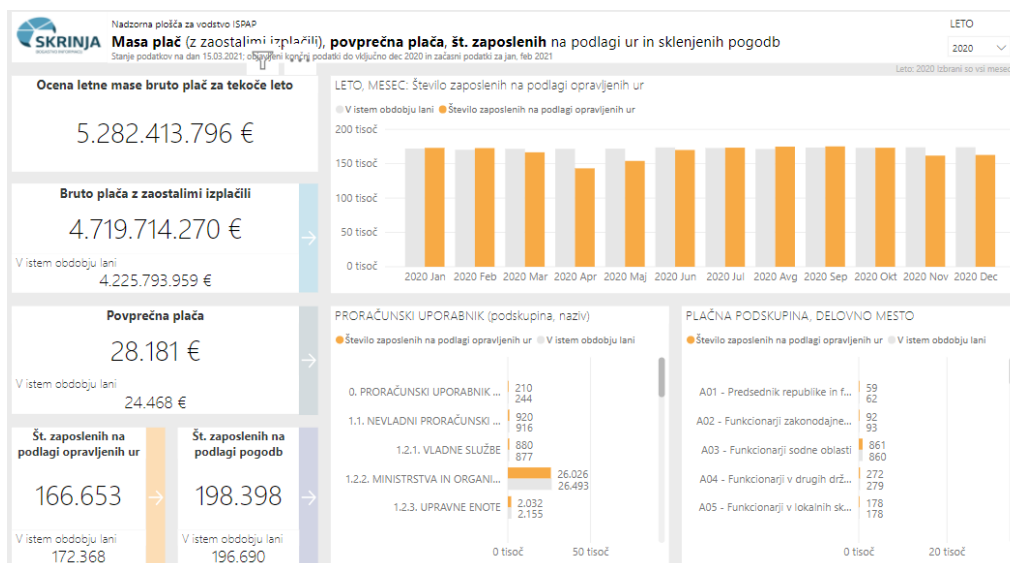 SKRINJA
Nadzorna plošča za vodstvo ISPAP
Masa plač (z zaostalimi izplačili), povprečna plača, št. zaposlenih na podlagi ur in sklenjenih pogodb
Stanje podatkov na dan 15.03.2021; objavljeni končni podatki do vključno dec 2020 in začasni podatki za jan, feb 2021
LETO
2020
Leto: 2020 Izbrani so vsi
Ocena letne mase bruto plač za tekoče leto
5.282.413.796 €
Bruto plača z zaostalimi izplačili
4.719.714.270 €
V istem obdobju lani
4.225.793.959 €
Povprečna plača
28.181 €
V istem obdobju lani
24.468 €
Št. zaposlenih na podlagi opravljenih ur
166.653
V istem obdobju lani
172.368
Št. zaposlenih na podlagi pogodb
198.398
V istem obdobju lani
196.690
LETO, MESEC: Število zaposlenih na podlagi opravljenih ur
V istem obdobju lani Število zaposlenih na podlagi opravljenih ur
200 tisoč
150 tisoč
100 tisoč
50 tisoč
0 tisoč
2020 Jan 2020 Feb 2020 Mar 2020 Apr 2020 Maj 2020 Jun 2020 Jul 2020 Avg 2020 Sep 2020 Okt 2020 Nov 2020 Dec
PRORAČUNSKI UPORABNIK (podskupina, naziv)
Število zaposlenih na podlagi opravljenih ur V istem obdobju lani
0. PRORAČUNSKI UPORABNIK ... 210
244
1.1. NEVLADNI PRORAČUNSKI ... 920
916
1.2.1. VLADNE SLUŽBE 880
877
1.2.2. MINISTRSTVA IN ORGANI... 26.026
26.493
1.2.3. UPRAVNE ENOTE 2.032
2.155
0 tisoč 50 tisoč
PLAČNA PODSKUPINA, DELOVNO MESTO
Število zaposlenih na podlagi opravljenih ur V istem obdobju lani
A01 - Predsednik republike in f... 59
62
A02 - Funkcionarji zakonodajne... 92
93
A03 - Funkcionarji sodne oblasti 861
860
A04 - Funkcionarji v drugih drž... 272
279
A05 - Funkcionarji v lokalnih sk... 178
178
0 tisoč 20 tisoč